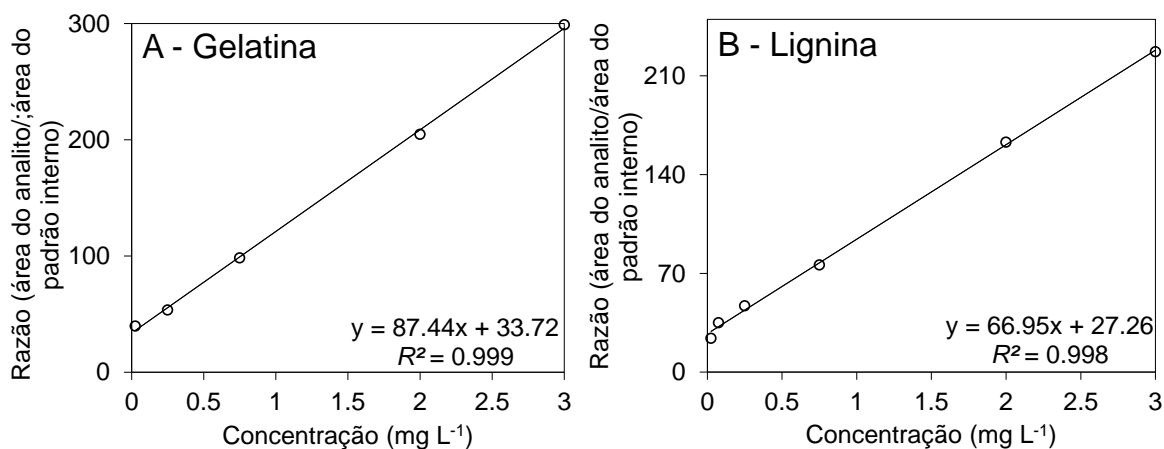 A - Gelatina
Razão (área do analito/;área do
padrão interno)
300
200
100
0
y = 87.44x + 33.72
R² = 0.999
0 0.5 1 1.5 2 2.5 3
Concentração (mg L⁻¹)
B - Lignina
Razão (área do analito/área do
padrão interno)
210
140
70
0
y = 66.95x + 27.26
R² = 0.998
0 0.5 1 1.5 2 2.5 3
Concentração (mg L⁻¹)